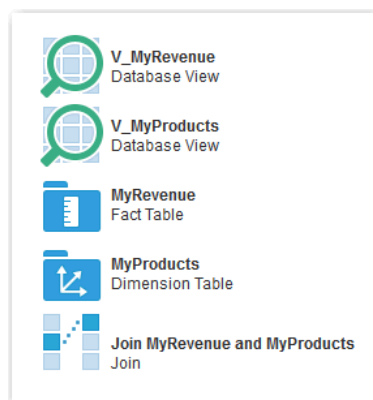 V_MyRevenue
Database View
V_MyProducts
Database View
MyRevenue
Fact Table
MyProducts
Dimension Table
Join MyRevenue and MyProducts
Join